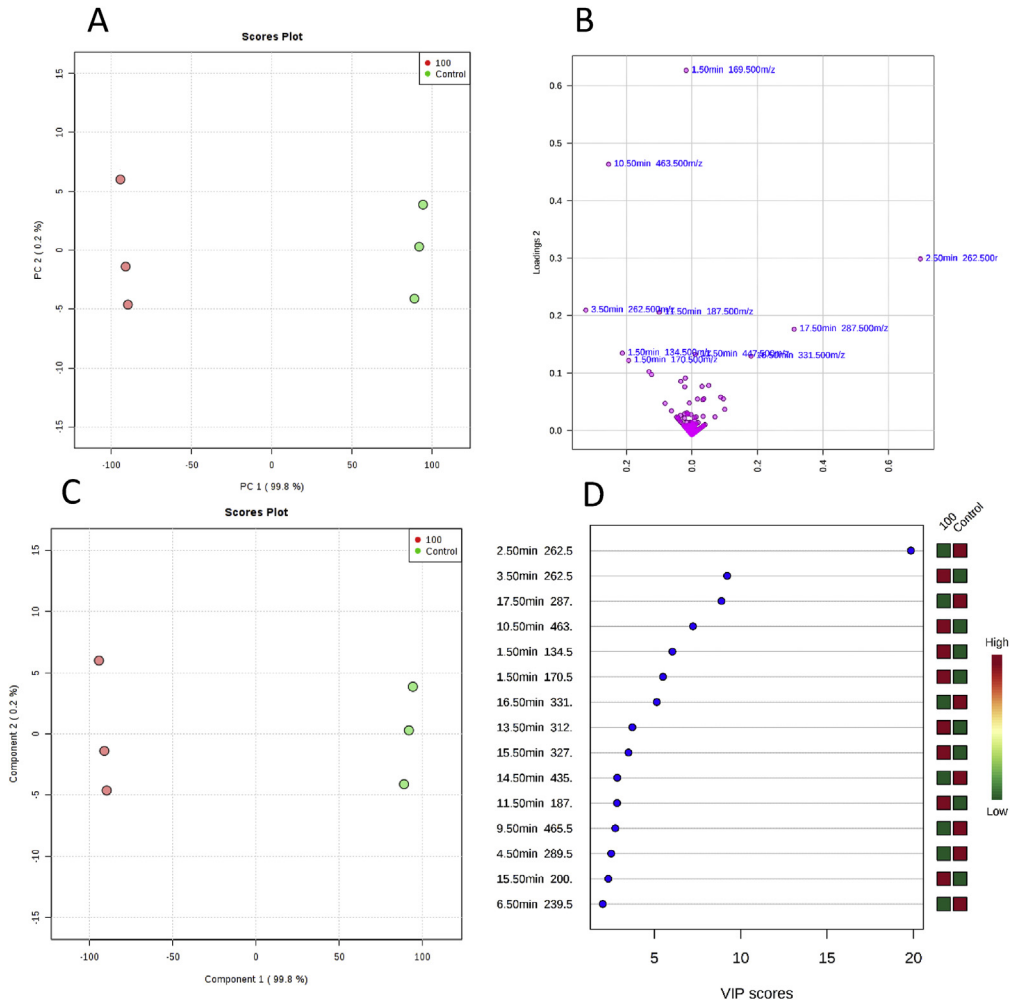 A
Scores Plot
100
Control
15
10
5
0
-5
-10
-15
PC 2 ( 0.2 %)
-100
-50
0
50
100
PC 1 ( 99.8 %)
B
1.50min 169.500m/z
10.50min 463.500m/z
2.50min 262.500r
3.50min 262.500m/z
11.50min 187.500m/z
17.50min 287.500m/z
1.50min 134.500m/z
447.500m/z
331.500m/z
1.50min 170.500m/z
0.6
0.5
0.4
0.3
0.2
0.1
0.0
Loadings 2
0.2
0.0
0.2
0.4
0.6
C
Scores Plot
100
Control
15
10
5
0
-5
-10
-15
Component 2 ( 0.2 %)
-100
-50
0
50
100
Component 1 ( 99.8 %)
D
100
Control
2.50min 262.5
3.50min 262.5
17.50min 287.
10.50min 463.
1.50min 134.5
1.50min 170.5
16.50min 331.
13.50min 312.
15.50min 327.
14.50min 435.
11.50min 187.
9.50min 465.5
4.50min 289.5
15.50min 200.
6.50min 239.5
High
Low
5
10
15
20
VIP scores